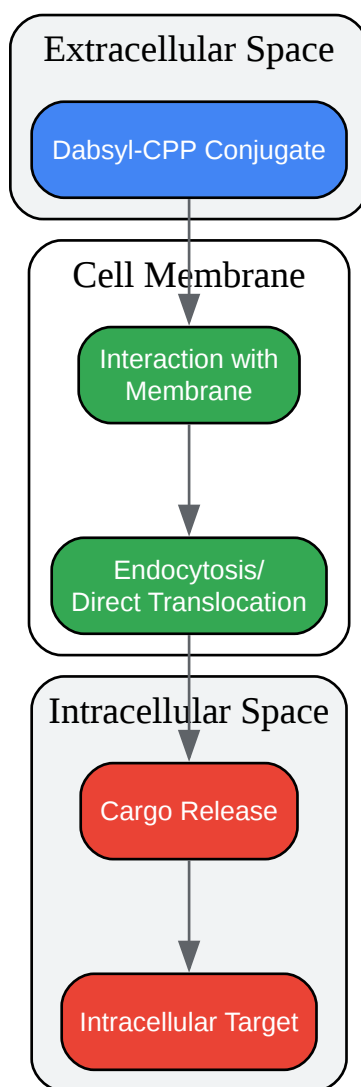 Extracellular Space
Dabsyl-CPP Conjugate
Cell Membrane
Interaction with
Membrane
Endocytosis/
Direct Translocation
Intracellular Space
Cargo Release
Intracellular Target